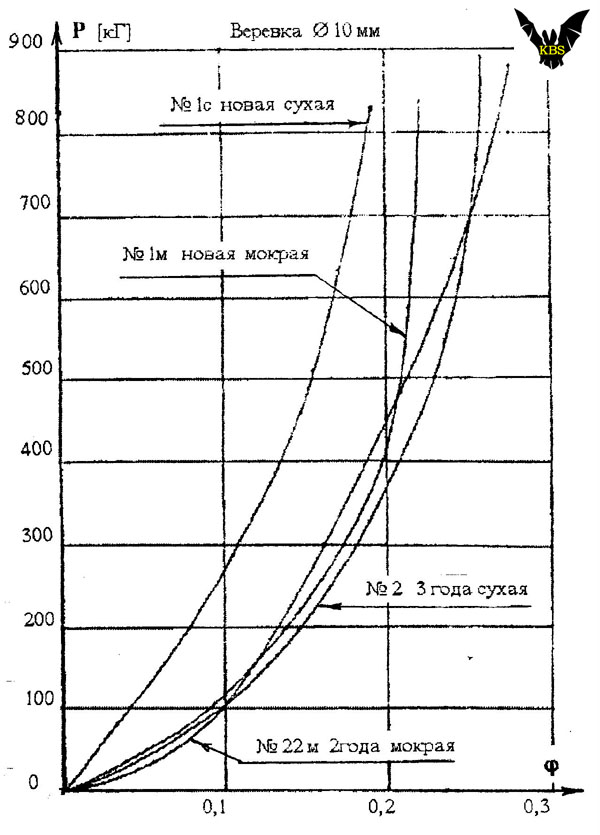 P [кГ] Веревка Ø 10 мм
KBS
900
№ 1с новая сухая
800
700
№ 1м новая мокрая
600
500
400
300
№ 2 3 года сухая
200
100
№ 22 м 2года мокрая
0
φ
0,1 0,2 0,3